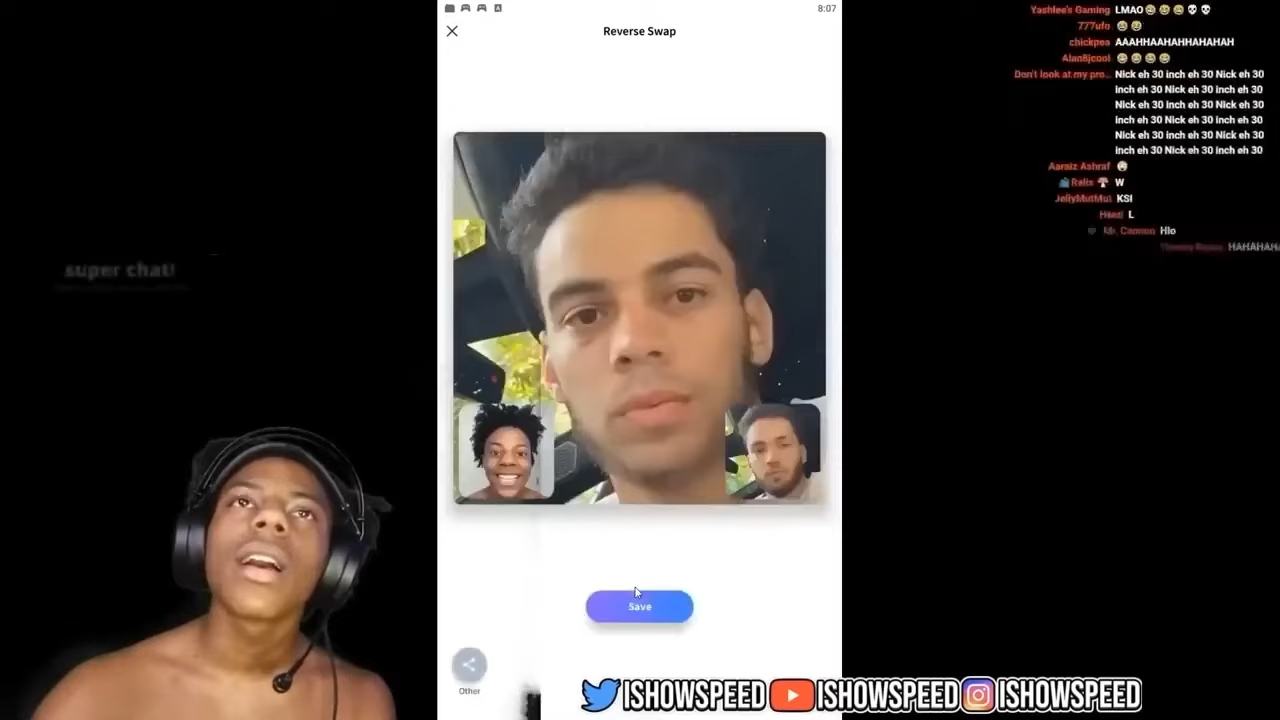 8:07
Reverse Swap
super chat!
Save
Other
Yashlee's Gaming LMAO
777ufo
chickpea AAAHHAAHAHHAHAHAH
Alan8jcool
Don't look at my pro... Nick eh 30 inch eh 30 Nick eh 30
inch eh 30 Nick eh 30 inch eh 30
Nick eh 30 inch eh 30 Nick eh 30
inch eh 30 Nick eh 30 inch eh 30
Nick eh 30 inch eh 30 Nick eh 30
inch eh 30 Nick eh 30 inch eh 30
Aaraiz Ashraf
Ralis W
JellyMutMut KSI
L
Mr. Cannon Hlo
HAHAHAHA
ISHOWSPEED ISHOWSPEED ISHOWSPEED